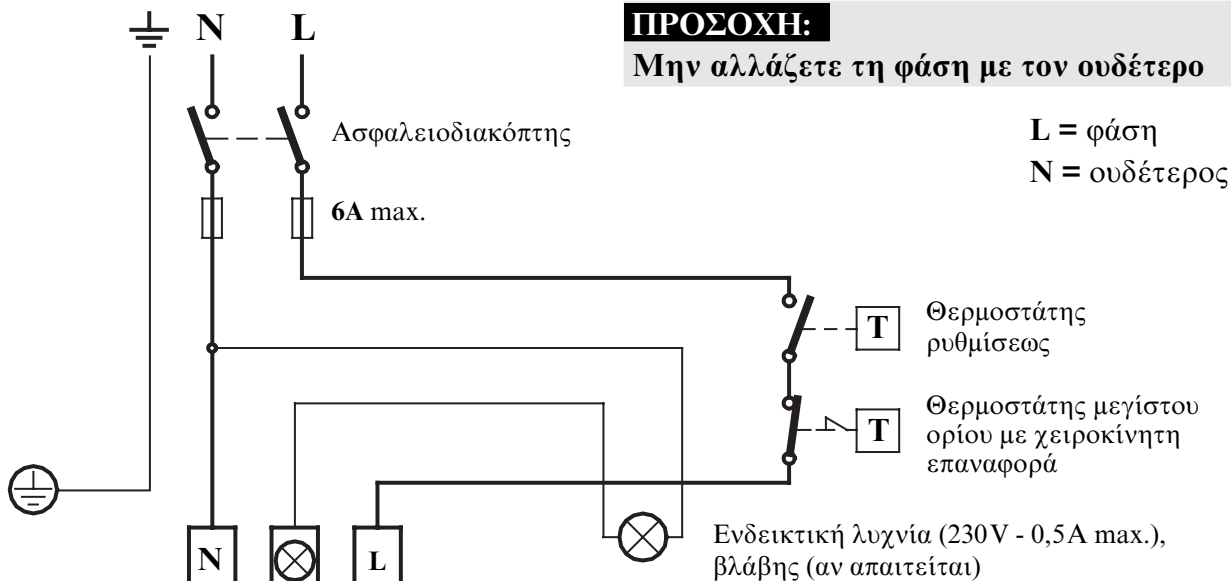 N L
ΠΡΟΣΟΧΗ:
Μην αλλάζετε τη φάση με τον ουδέτερο
Ασφαλειοδιακόπτης
L = φάση
N = ουδέτερος
6A max.
T
Θερμοστάτης
ρυθμίσεως
T
Θερμοστάτης μεγίστου
ορίου με χειροκίνητη
επαναφορά
N
L
Ενδεικτική λυχνία (230V - 0,5A max.),
βλάβης (αν απαιτείται)